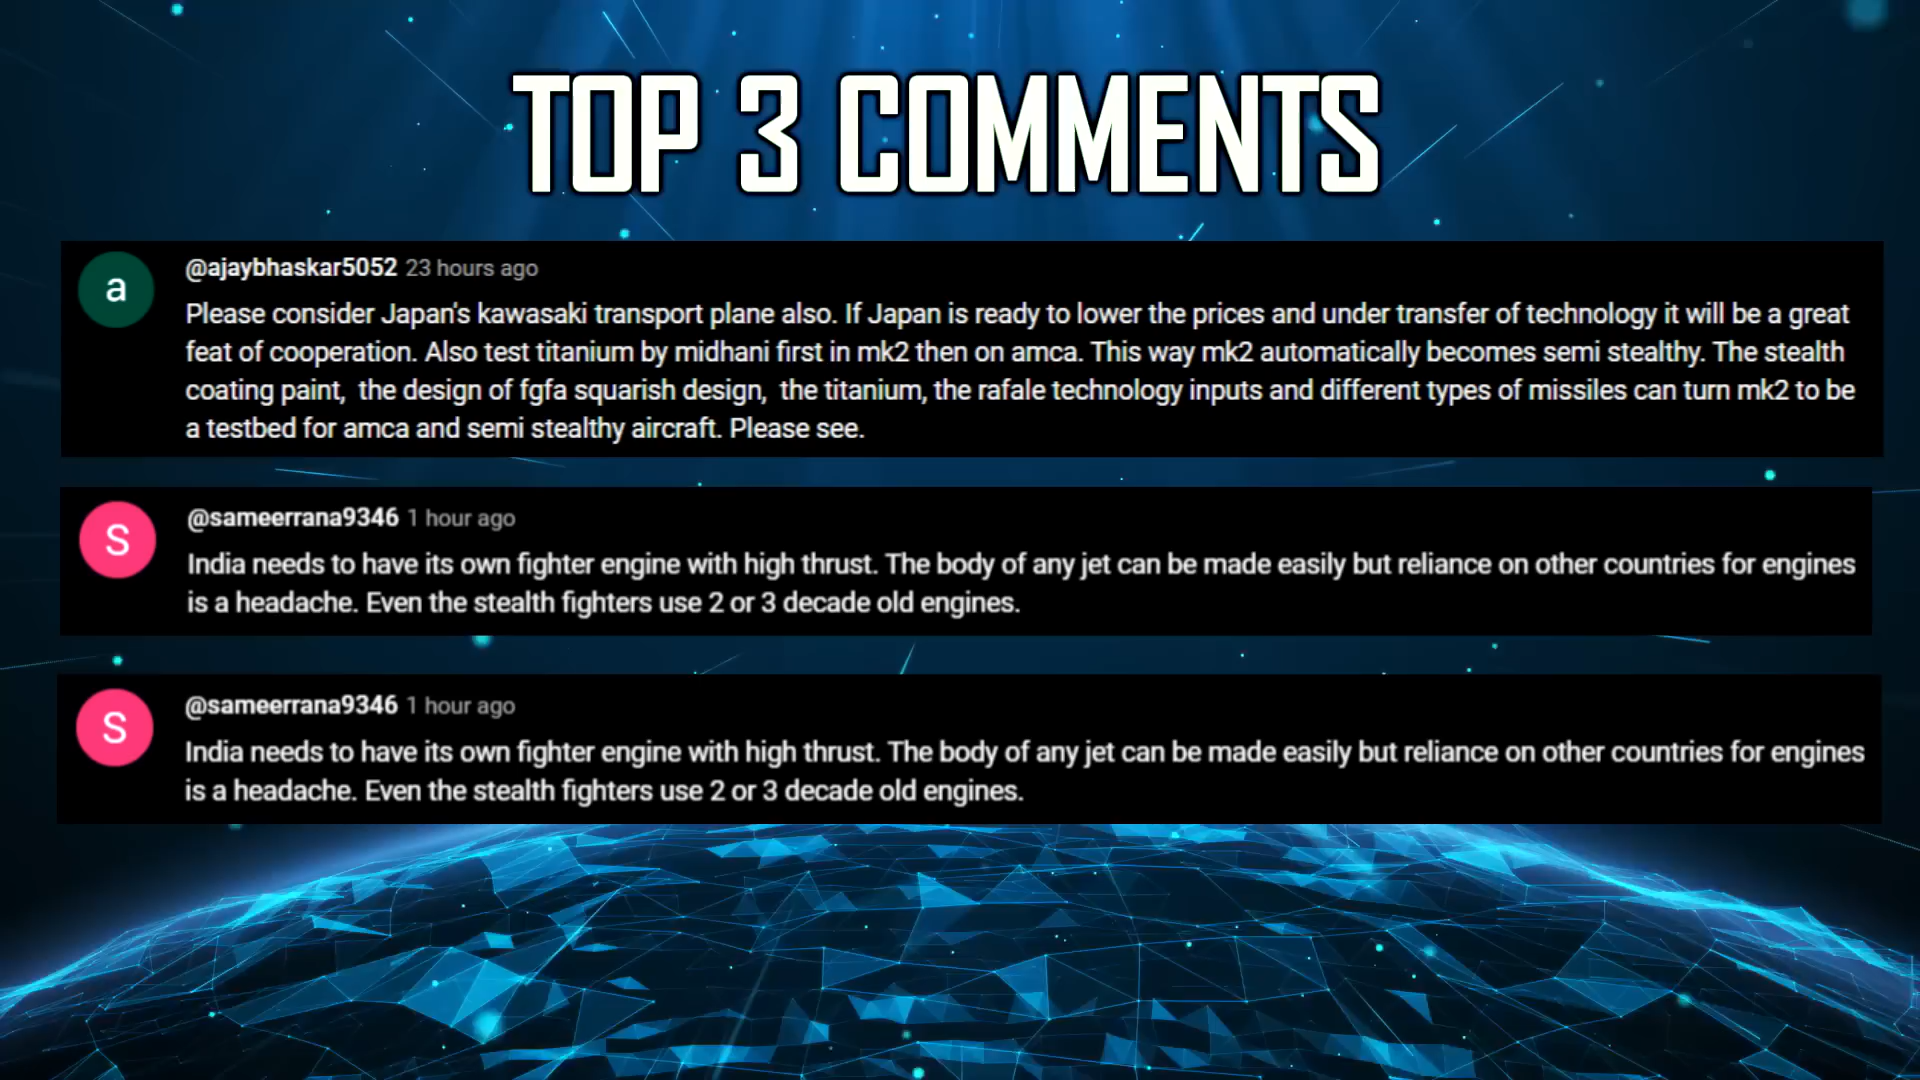 TOP 3 COMMENTS
a
@ajaybhaskar5052 23 hours ago
Please consider Japan's kawasaki transport plane also. If Japan is ready to lower the prices and under transfer of technology it will be a great
feat of cooperation. Also test titanium by midhani first in mk2 then on amca. This way mk2 automatically becomes semi stealthy. The stealth
coating paint,  the design of fgfa squarish design,  the titanium, the rafale technology inputs and different types of missiles can turn mk2 to be
a testbed for amca and semi stealthy aircraft. Please see.
S
@sameerrana9346 1 hour ago
India needs to have its own fighter engine with high thrust. The body of any jet can be made easily but reliance on other countries for engines
is a headache. Even the stealth fighters use 2 or 3 decade old engines.
S
@sameerrana9346 1 hour ago
India needs to have its own fighter engine with high thrust. The body of any jet can be made easily but reliance on other countries for engines
is a headache. Even the stealth fighters use 2 or 3 decade old engines.